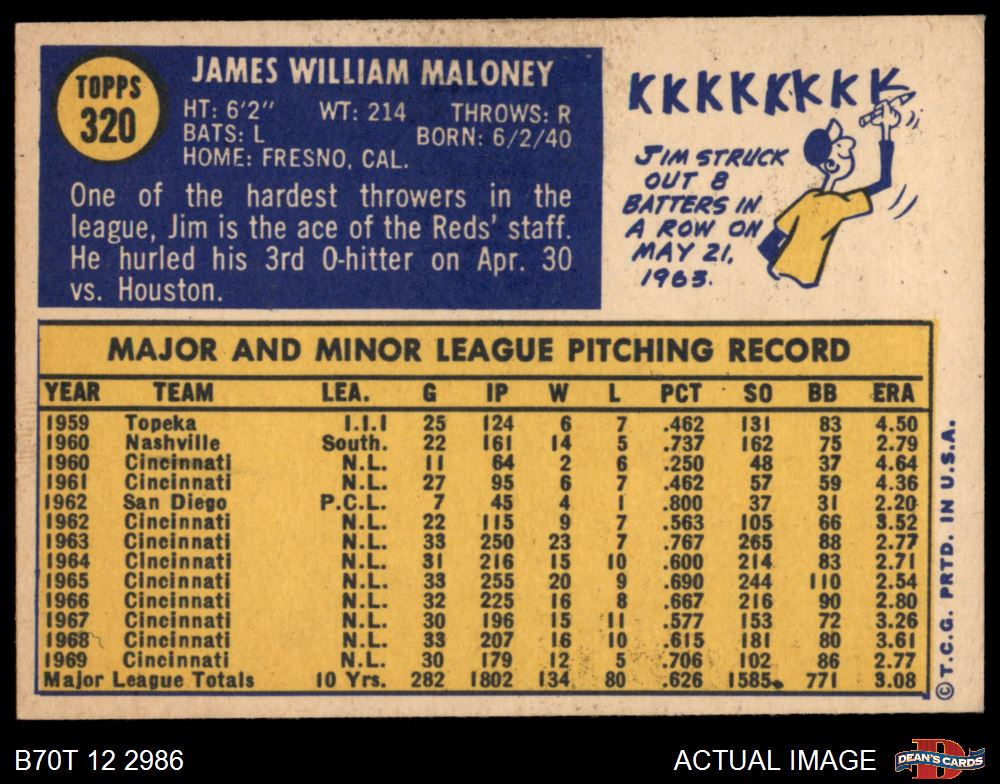 TOPPS
320
JAMES WILLIAM MALONEY
HT: 6'2" WT: 214 THROWS: R
BATS: L BORN: 6/2/40
HOME: FRESNO, CAL.
One of the hardest throwers in the
league, Jim is the ace of the Reds' staff.
He hurled his 3rd 0-hitter on Apr. 30
vs. Houston.
KKKKKKKK
JIM STRUCK
OUT 8
BATTERS IN
A ROW ON
MAY 21,
1963.
MAJOR AND MINOR LEAGUE PITCHING RECORD
YEAR TEAM LEA. G IP W L PCT SO BB ERA
1959 Topeka I.I.I 25 124 6 7 .462 131 83 4.50
1960 Nashville South. 22 161 14 5 .737 162 75 2.79
1960 Cincinnati N.L. 11 64 2 6 .250 48 37 4.64
1961 Cincinnati N.L. 27 95 6 7 .462 57 59 4.36
1962 San Diego P.C.L. 7 45 4 1 .800 37 31 2.20
1962 Cincinnati N.L. 22 115 9 7 .563 105 66 3.52
1963 Cincinnati N.L. 33 250 23 7 .767 265 88 2.77
1964 Cincinnati N.L. 31 216 15 10 .600 214 83 2.71
1965 Cincinnati N.L. 33 255 20 9 .690 244 110 2.54
1966 Cincinnati N.L. 32 225 16 8 .667 216 90 2.80
1967 Cincinnati N.L. 30 196 15 11 .577 153 72 3.26
1968 Cincinnati N.L. 33 207 16 10 .615 181 80 3.61
1969 Cincinnati N.L. 30 179 12 5 .706 102 86 2.77
Major League Totals 10 Yrs. 282 1802 134 80 .626 1585 771 3.08
© T.C.G. PRTD. IN U.S.A.
B70T 12 2986
ACTUAL IMAGE
DEAN'S CARDS